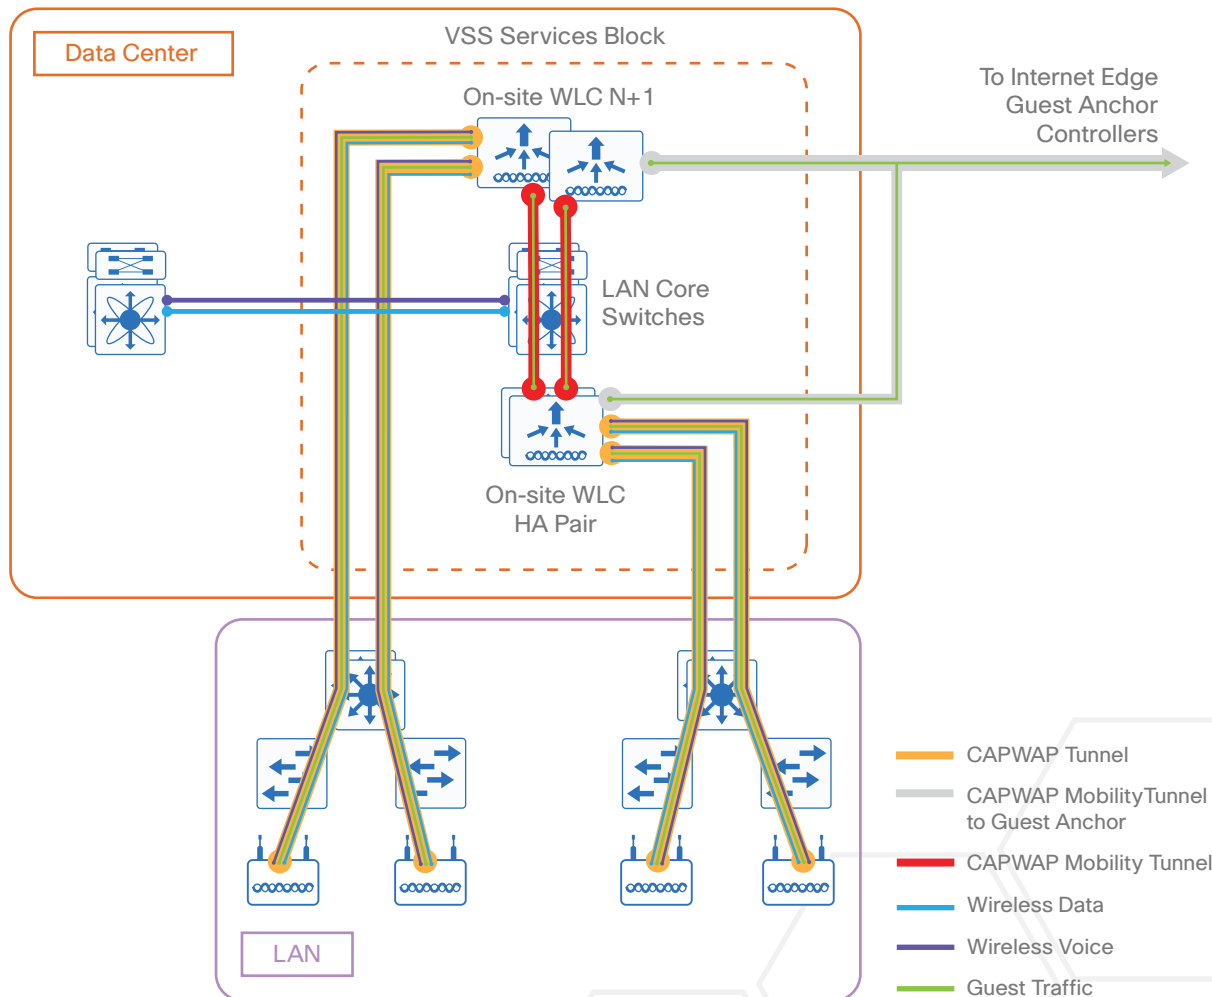 Data Center
VSS Services Block
On-site WLC N+1
To Internet Edge
Guest Anchor
Controllers
LAN Core
Switches
On-site WLC
HA Pair
LAN
CAPWAP Tunnel
CAPWAP MobilityTunnel
to Guest Anchor
CAPWAP Mobility Tunnel
Wireless Data
Wireless Voice
Guest Traffic